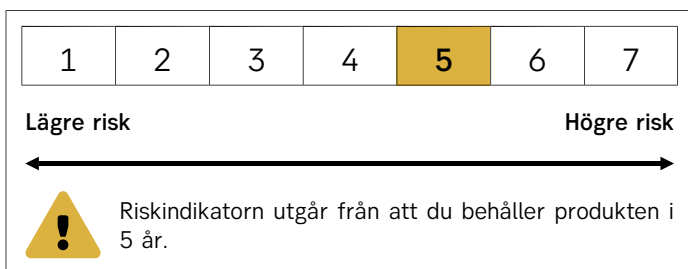 1 2 3 4 5 6 7
Lägre risk Högre risk
Riskindikatorn utgår från att du behåller produkten i
5 år.